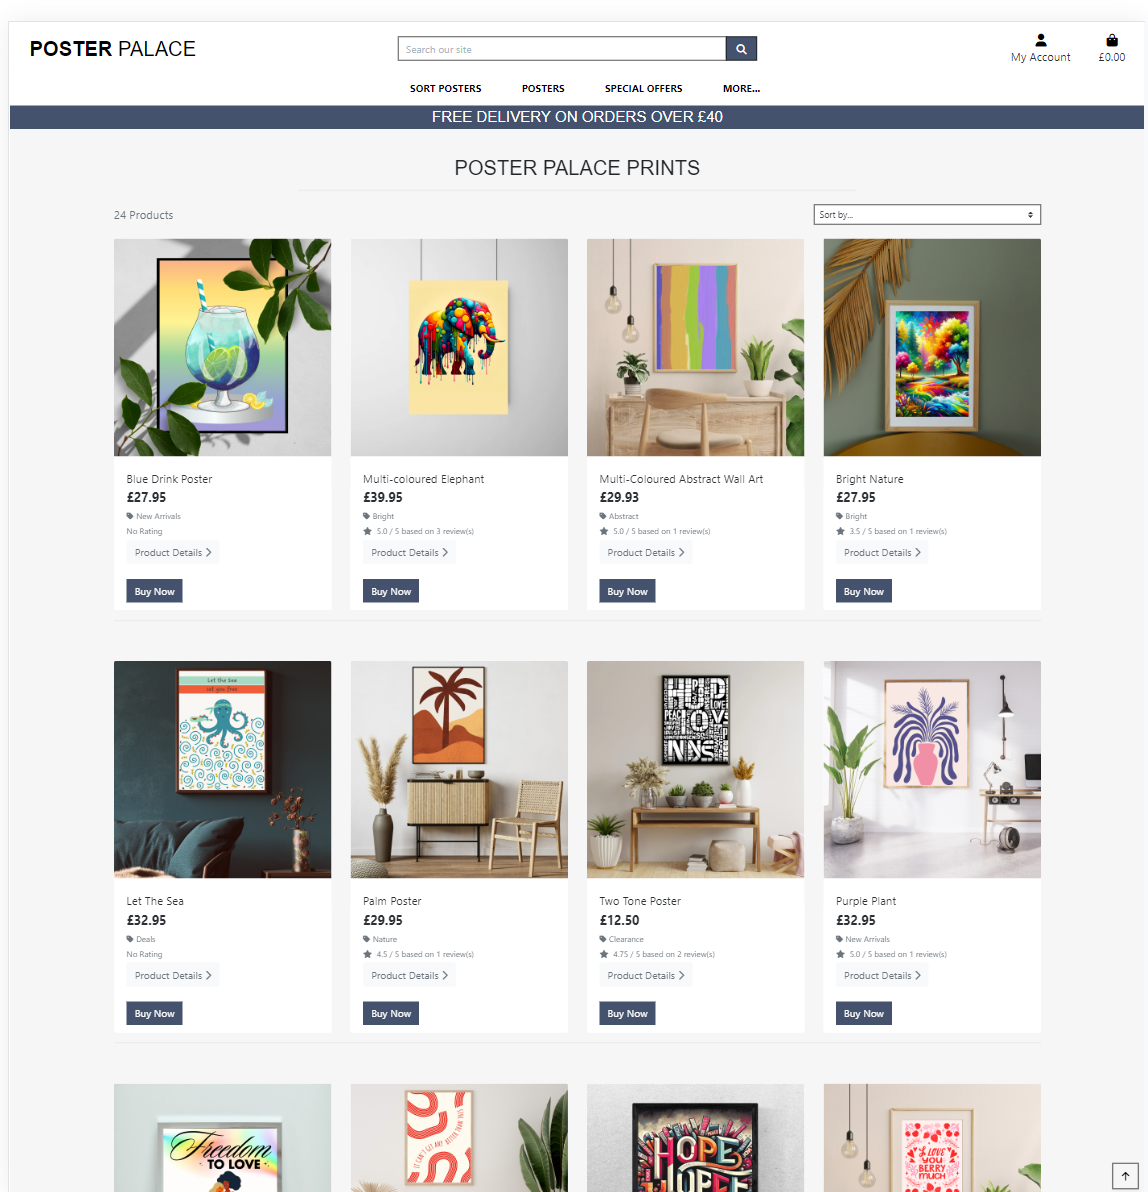 POSTER PALACE
Search our site
My Account
£0.00
SORT POSTERS
POSTERS
SPECIAL OFFERS
MORE...
FREE DELIVERY ON ORDERS OVER £40
POSTER PALACE PRINTS
24 Products
Sort by...
Blue Drink Poster
£27.95
New Arrivals
No Rating
Product Details
Buy Now
Multi-coloured Elephant
£39.95
Bright
5.0 / 5 based on 3 review(s)
Product Details
Buy Now
Multi-Coloured Abstract Wall Art
£29.93
Abstract
5.0 / 5 based on 1 review(s)
Product Details
Buy Now
Bright Nature
£27.95
Bright
3.5 / 5 based on 1 review(s)
Product Details
Buy Now
Let the Sea
set you free
Let The Sea
£32.95
Deals
No Rating
Product Details
Buy Now
Palm Poster
£29.95
Nature
4.5 / 5 based on 1 review(s)
Product Details
Buy Now
PEACE
Two Tone Poster
£12.50
Clearance
4.75 / 5 based on 2 review(s)
Product Details
Buy Now
Purple Plant
£32.95
New Arrivals
5.0 / 5 based on 1 review(s)
Product Details
Buy Now
Freedom
TO LOVE
IT CAN'T GET ANY BETTER THAN THIS
HOPE
I LOVE
YOU
BERRY
MUCH